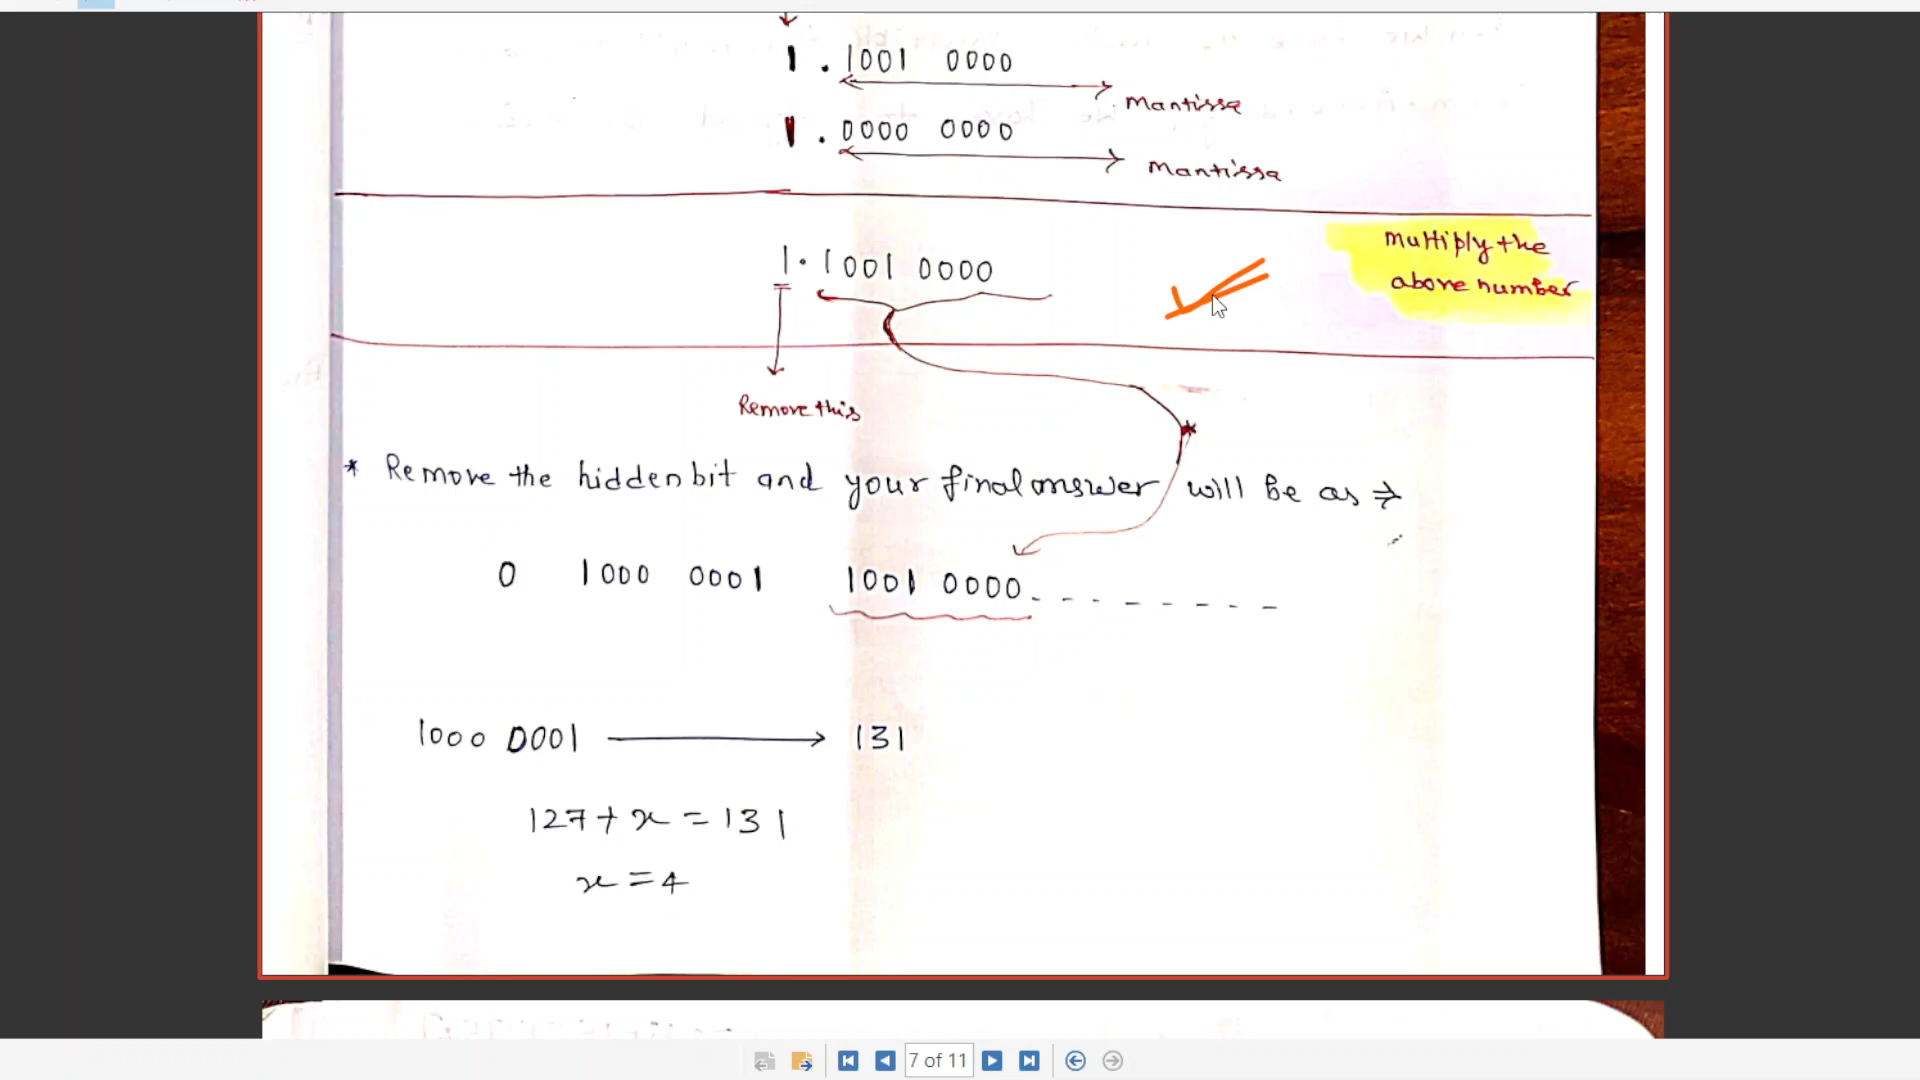 1 . 1001 0000
Mantissa
1 . 0000 0000
Mantissa
1 . 1001 0000
Multiply the
above number
Remove this
* Remove the hidden bit and your final answer will be as ⇒
0 1000 0001 1001 0000 - - - - - - - -
1000 0001 → 131
127 + x = 131
x = 4
7 of 11